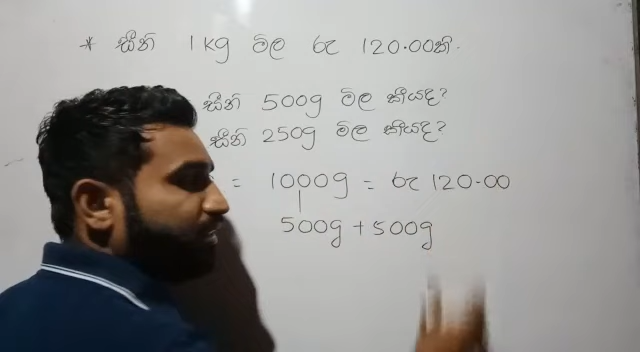 * සීනි 1kg මිල රු 120.00කි.
සීනි 500g මිල කීයද?
සීනි 250g මිල කීයද?
= 1000g = රු 120.00
500g + 500g